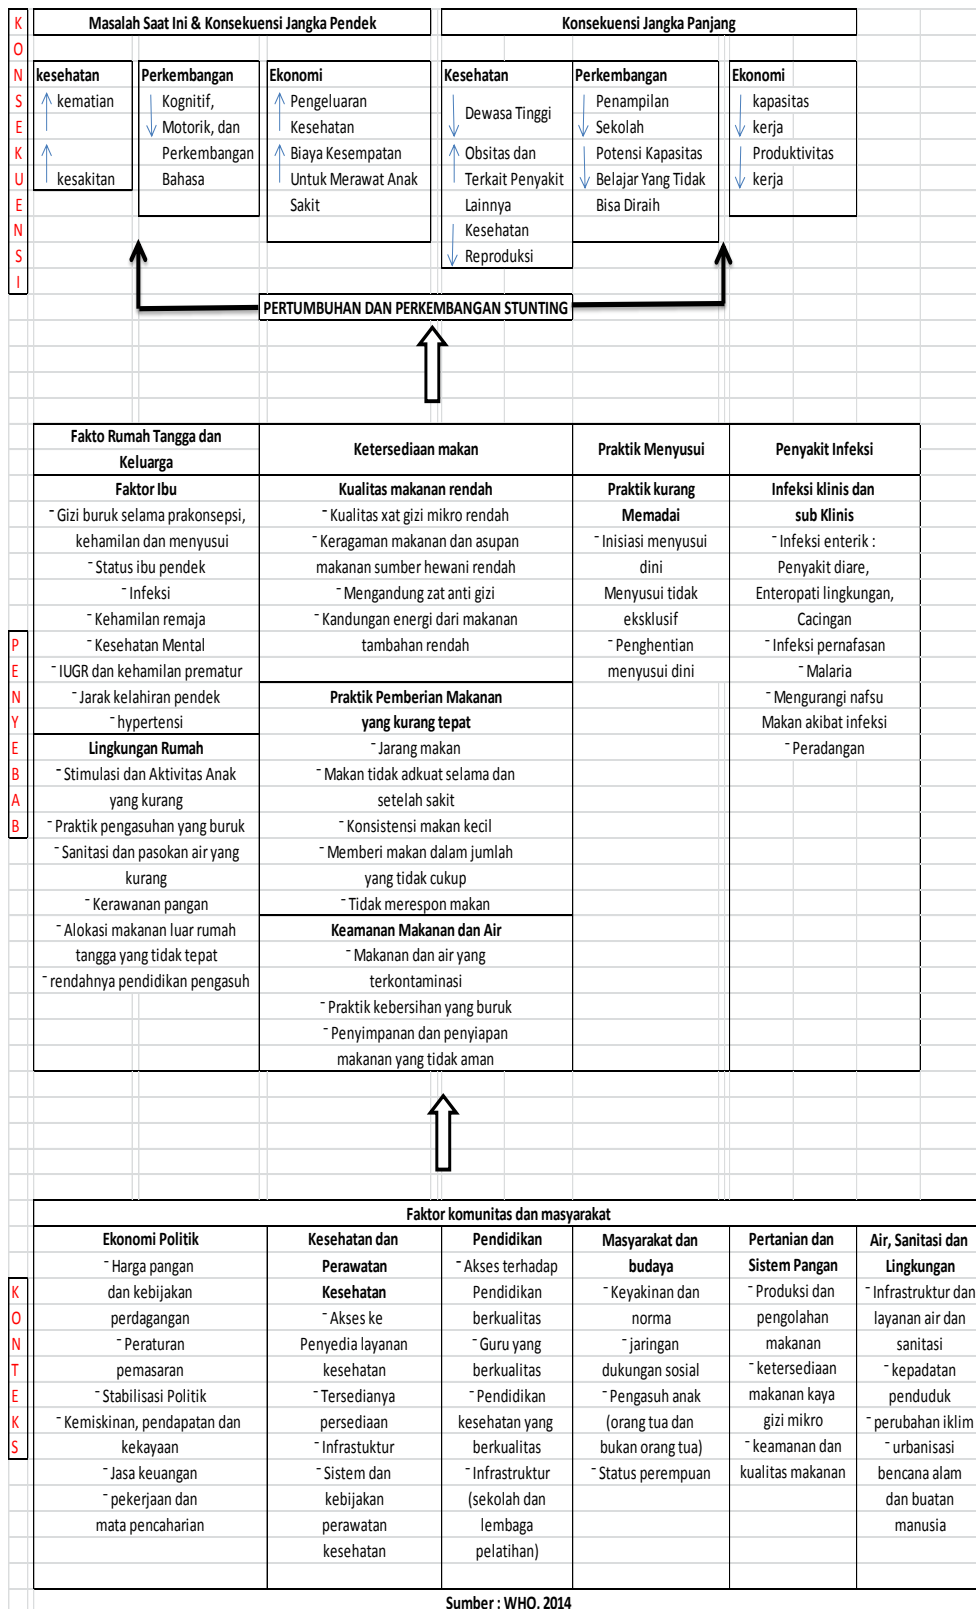 KONSEKUENSI
Masalah Saat Ini & Konsekuensi Jangka Pendek
Konsekuensi Jangka Panjang
kesehatan
↑ kematian
↑ kesakitan
Perkembangan
↓ Kognitif,
Motorik, dan
Perkembangan
Bahasa
Ekonomi
↑ Pengeluaran
Kesehatan
↑ Biaya Kesempatan
Untuk Merawat Anak
Sakit
Kesehatan
↓ Dewasa Tinggi
↑ Obsitas dan
Terkait Penyakit
Lainnya
↓ Kesehatan
Reproduksi
Perkembangan
↓ Penampilan
Sekolah
↓ Potensi Kapasitas
Belajar Yang Tidak
Bisa Diraih
Ekonomi
↓ kapasitas
kerja
↓ Produktivitas
kerja
PERTUMBUHAN DAN PERKEMBANGAN STUNTING
PENYEBAB
Fakto Rumah Tangga dan
Keluarga
Faktor Ibu
- Gizi buruk selama prakonsepsi,
kehamilan dan menyusui
- Status ibu pendek
- Infeksi
- Kehamilan remaja
- Kesehatan Mental
- IUGR dan kehamilan prematur
- Jarak kelahiran pendek
- hypertensi
Lingkungan Rumah
- Stimulasi dan Aktivitas Anak
yang kurang
- Praktik pengasuhan yang buruk
- Sanitasi dan pasokan air yang
kurang
- Kerawanan pangan
- Alokasi makanan luar rumah
tangga yang tidak tepat
- rendahnya pendidikan pengasuh
Ketersediaan makan
Kualitas makanan rendah
- Kualitas xat gizi mikro rendah
- Keragaman makanan dan asupan
makanan sumber hewani rendah
- Mengandung zat anti gizi
- Kandungan energi dari makanan
tambahan rendah
Praktik Pemberian Makanan
yang kurang tepat
- Jarang makan
- Makan tidak adkuat selama dan
setelah sakit
- Konsistensi makan kecil
- Memberi makan dalam jumlah
yang tidak cukup
- Tidak merespon makan
Keamanan Makanan dan Air
- Makanan dan air yang
terkontaminasi
- Praktik kebersihan yang buruk
- Penyimpanan dan penyiapan
makanan yang tidak aman
Praktik Menyusui
Praktik kurang
Memadai
- Inisiasi menyusui
dini
Menyusui tidak
eksklusif
- Penghentian
menyusui dini
Penyakit Infeksi
Infeksi klinis dan
sub Klinis
- Infeksi enterik :
Penyakit diare,
Enteropati lingkungan,
Cacingan
- Infeksi pernafasan
- Malaria
- Mengurangi nafsu
Makan akibat infeksi
- Peradangan
KONTEKS
Faktor komunitas dan masyarakat
Ekonomi Politik
- Harga pangan
dan kebijakan
perdagangan
- Peraturan
pemasaran
- Stabilisasi Politik
- Kemiskinan, pendapatan dan
kekayaan
- Jasa keuangan
- pekerjaan dan
mata pencaharian
Kesehatan dan
Perawatan
Kesehatan
- Akses ke
Penyedia layanan
kesehatan
- Tersedianya
persediaan
- Infrastuktur
- Sistem dan
kebijakan
perawatan
kesehatan
Pendidikan
- Akses terhadap
Pendidikan
berkualitas
- Guru yang
berkualitas
- Pendidikan
kesehatan yang
berkualitas
- Infrastruktur
(sekolah dan
lembaga
pelatihan)
Masyarakat dan
budaya
- Keyakinan dan
norma
- jaringan
dukungan sosial
- Pengasuh anak
(orang tua dan
bukan orang tua)
- Status perempuan
Pertanian dan
Sistem Pangan
- Produksi dan
pengolahan
makanan
- ketersediaan
makanan kaya
gizi mikro
- keamanan dan
kualitas makanan
Air, Sanitasi dan
Lingkungan
- Infrastruktur dan
layanan air dan
sanitasi
- kepadatan
penduduk
- perubahan iklim
- urbanisasi
bencana alam
dan buatan
manusia
Sumber : WHO. 2014